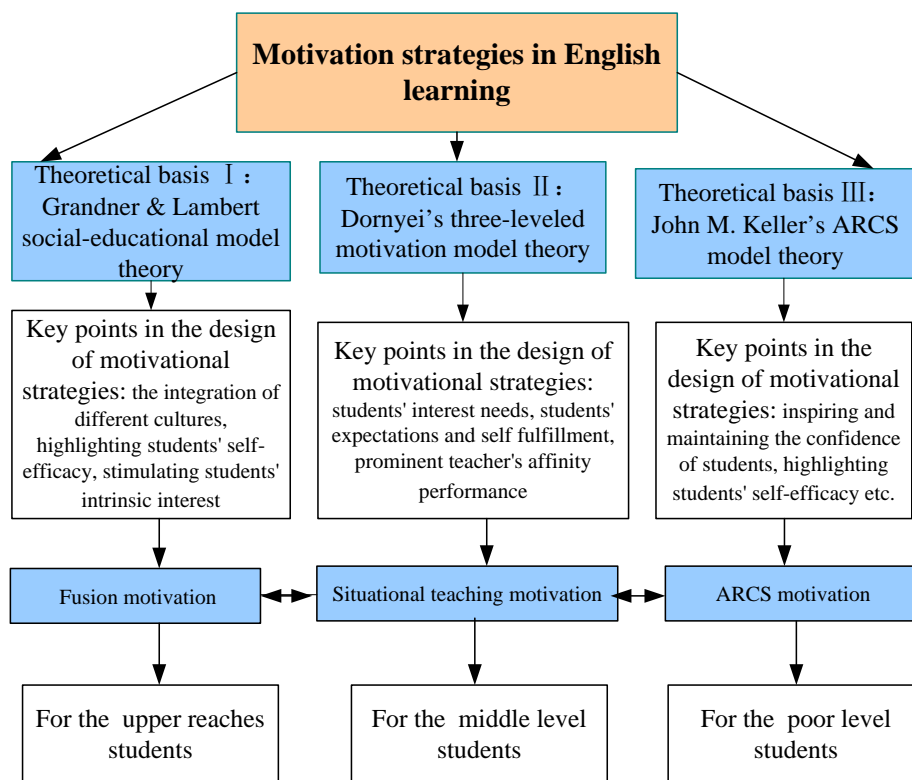 Motivation strategies in English
learning
Theoretical basis Ⅰ：
Grandner & Lambert
social-educational model
theory
Theoretical basis Ⅱ：
Dornyei's three-leveled
motivation model theory
Theoretical basis Ⅲ：
John M. Keller's ARCS
model theory
Key points in the design
of motivational
strategies: the integration of
different cultures,
highlighting students' self-
efficacy, stimulating students'
intrinsic interest
Key points in the design of
motivational strategies:
students' interest needs, students'
expectations and self fulfillment,
prominent teacher's affinity
performance
Key points in the
design of motivational
strategies: inspiring and
maintaining the confidence
of students, highlighting
students' self-efficacy etc.
Fusion motivation
Situational teaching motivation
ARCS motivation
For the upper reaches
students
For the middle level
students
For the poor level
students